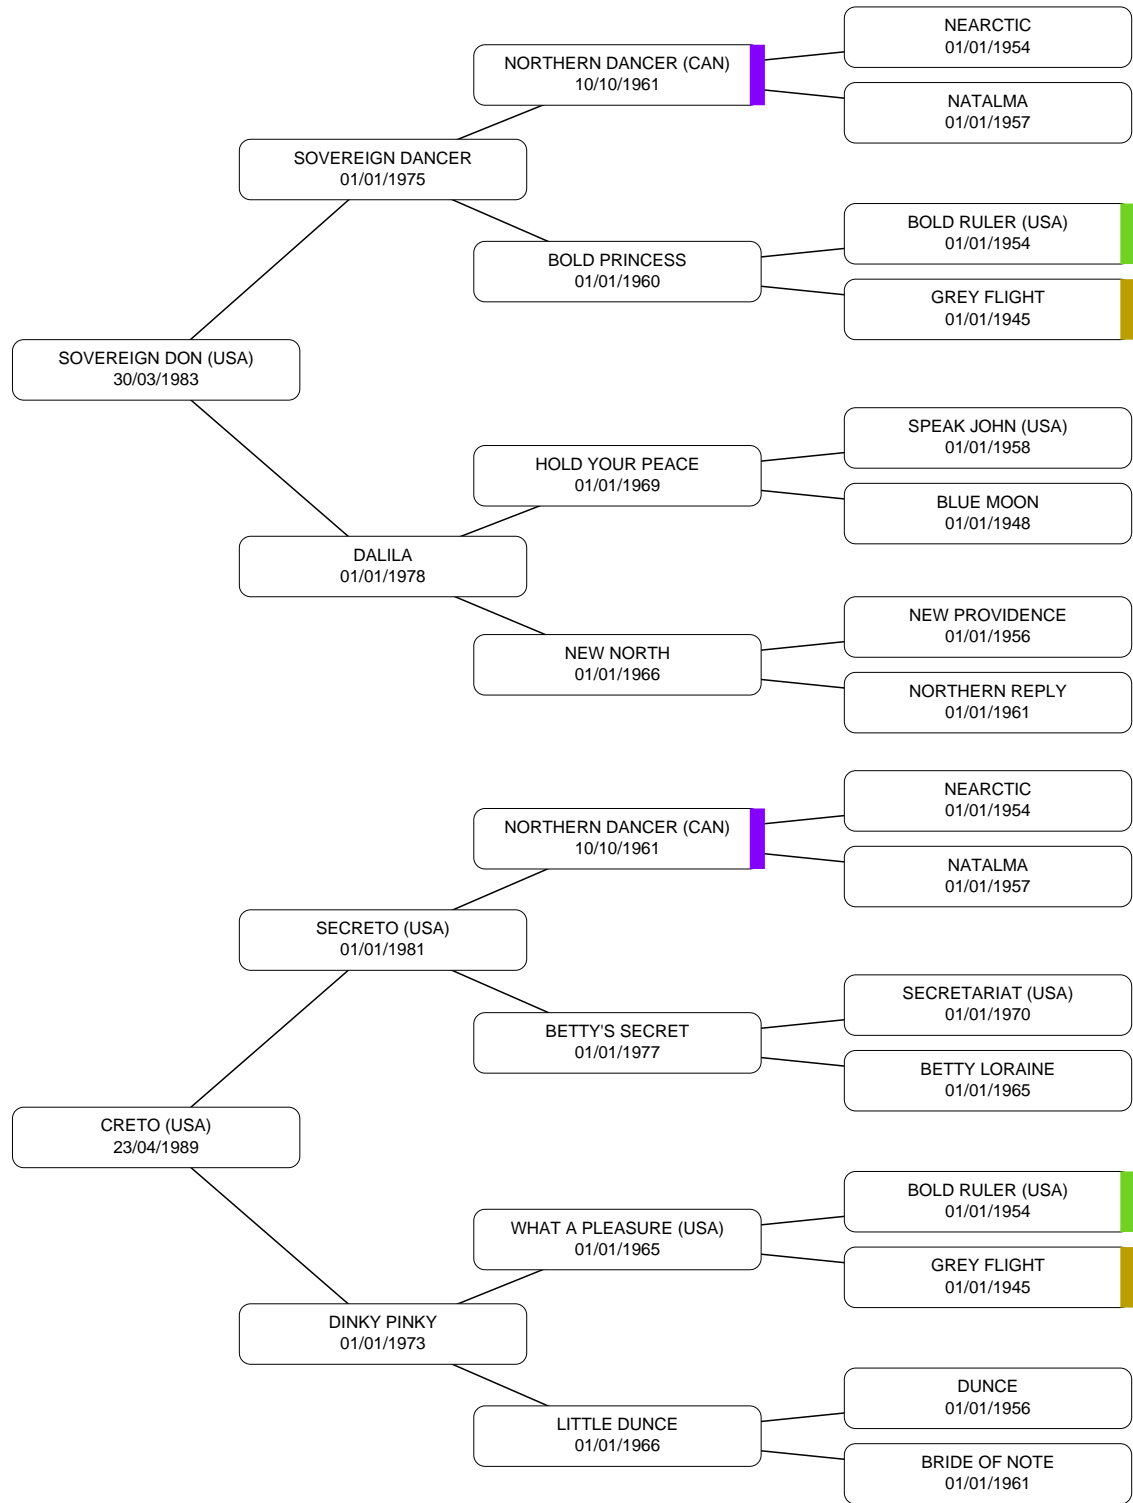 NEARCTIC
01/01/1954
NORTHERN DANCER (CAN)
10/10/1961
NATALMA
01/01/1957
SOVEREIGN DANCER
01/01/1975
BOLD RULER (USA)
01/01/1954
BOLD PRINCESS
01/01/1960
GREY FLIGHT
01/01/1945
SOVEREIGN DON (USA)
30/03/1983
SPEAK JOHN (USA)
01/01/1958
HOLD YOUR PEACE
01/01/1969
BLUE MOON
01/01/1948
DALILA
01/01/1978
NEW PROVIDENCE
01/01/1956
NEW NORTH
01/01/1966
NORTHERN REPLY
01/01/1961
NEARCTIC
01/01/1954
NORTHERN DANCER (CAN)
10/10/1961
NATALMA
01/01/1957
SECRETO (USA)
01/01/1981
SECRETARIAT (USA)
01/01/1970
BETTY'S SECRET
01/01/1977
BETTY LORAINE
01/01/1965
CRETO (USA)
23/04/1989
BOLD RULER (USA)
01/01/1954
WHAT A PLEASURE (USA)
01/01/1965
GREY FLIGHT
01/01/1945
DINKY PINKY
01/01/1973
DUNCE
01/01/1956
LITTLE DUNCE
01/01/1966
BRIDE OF NOTE
01/01/1961